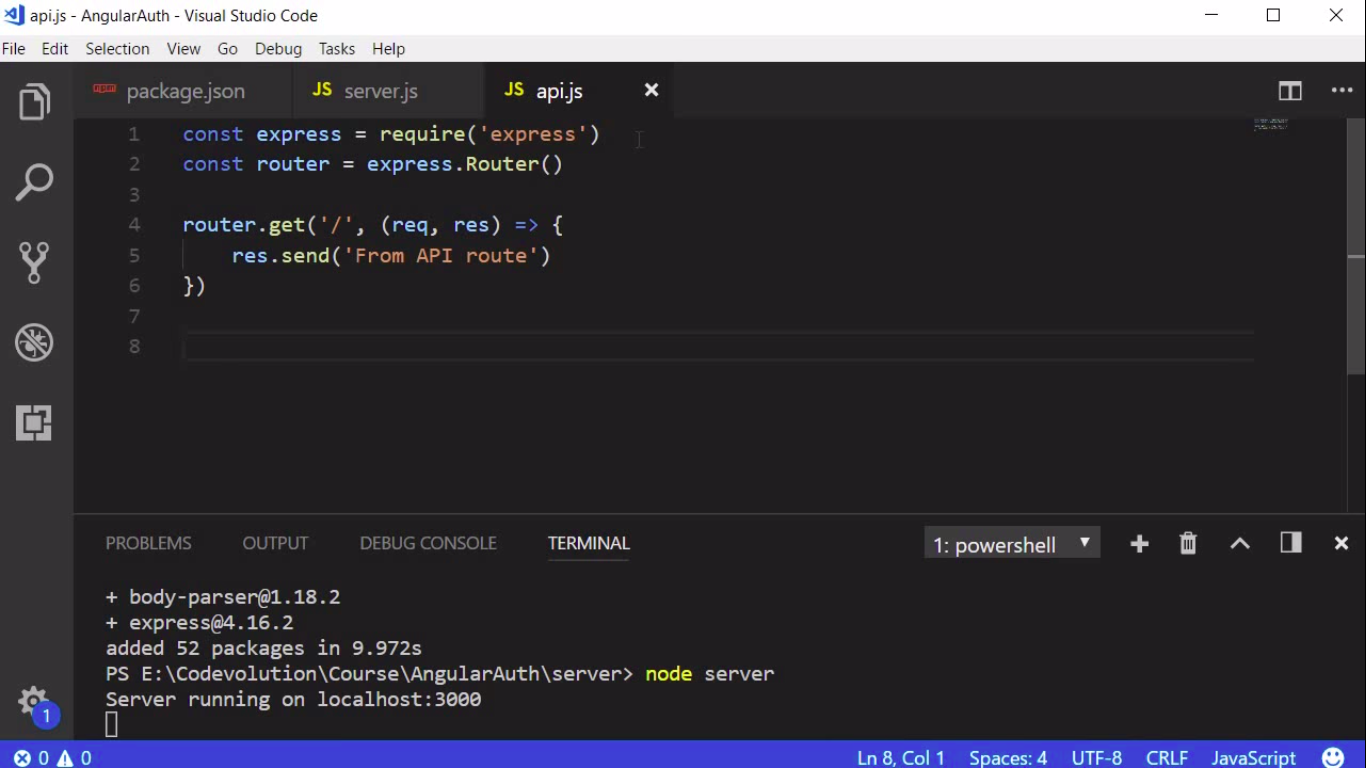 api.js - AngularAuth - Visual Studio Code
File Edit Selection View Go Debug Tasks Help
npm package.json JS server.js JS api.js
1 const express = require('express')
2 const router = express.Router()
3
4 router.get('/', (req, res) => {
5 res.send('From API route')
6 })
7
8
PROBLEMS OUTPUT DEBUG CONSOLE TERMINAL 1: powershell
+ body-parser@1.18.2
+ express@4.16.2
added 52 packages in 9.972s
PS E:\Codevolution\Course\AngularAuth\server> node server
Server running on localhost:3000
1
0 0 Ln 8, Col 1 Spaces: 4 UTF-8 CRLF JavaScript